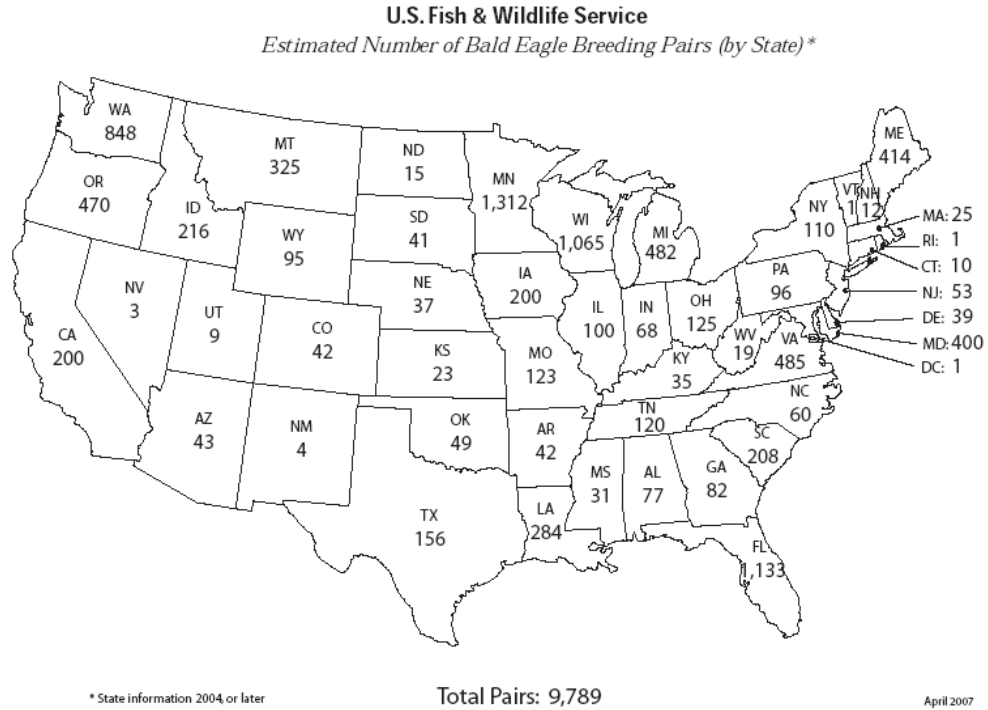 U.S. Fish & Wildlife Service
Estimated Number of Bald Eagle Breeding Pairs (by State)*
WA
848
MT
325
ND
15
MN
1,312
ME
414
OR
470
ID
216
WY
95
SD
41
WI
1,065
MI
482
NY
110
VT
1
NH
12
MA: 25
RI: 1
CT: 10
NJ: 53
DE: 39
MD: 400
DC: 1
NV
3
UT
9
CO
42
NE
37
IA
200
IL
100
IN
68
OH
125
PA
96
CA
200
KS
23
MO
123
KY
35
WV
19
VA
485
AZ
43
NM
4
OK
49
AR
42
TN
120
NC
60
SC
208
TX
156
LA
284
MS
31
AL
77
GA
82
FL
1,133
* State information 2004, or later
Total Pairs: 9,789
April 2007